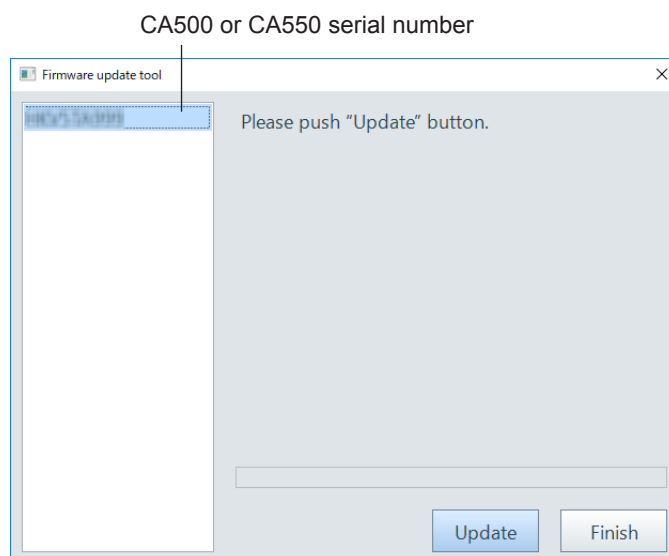 CA500 or CA550 serial number
Firmware update tool
Please push “Update” button.
Update
Finish